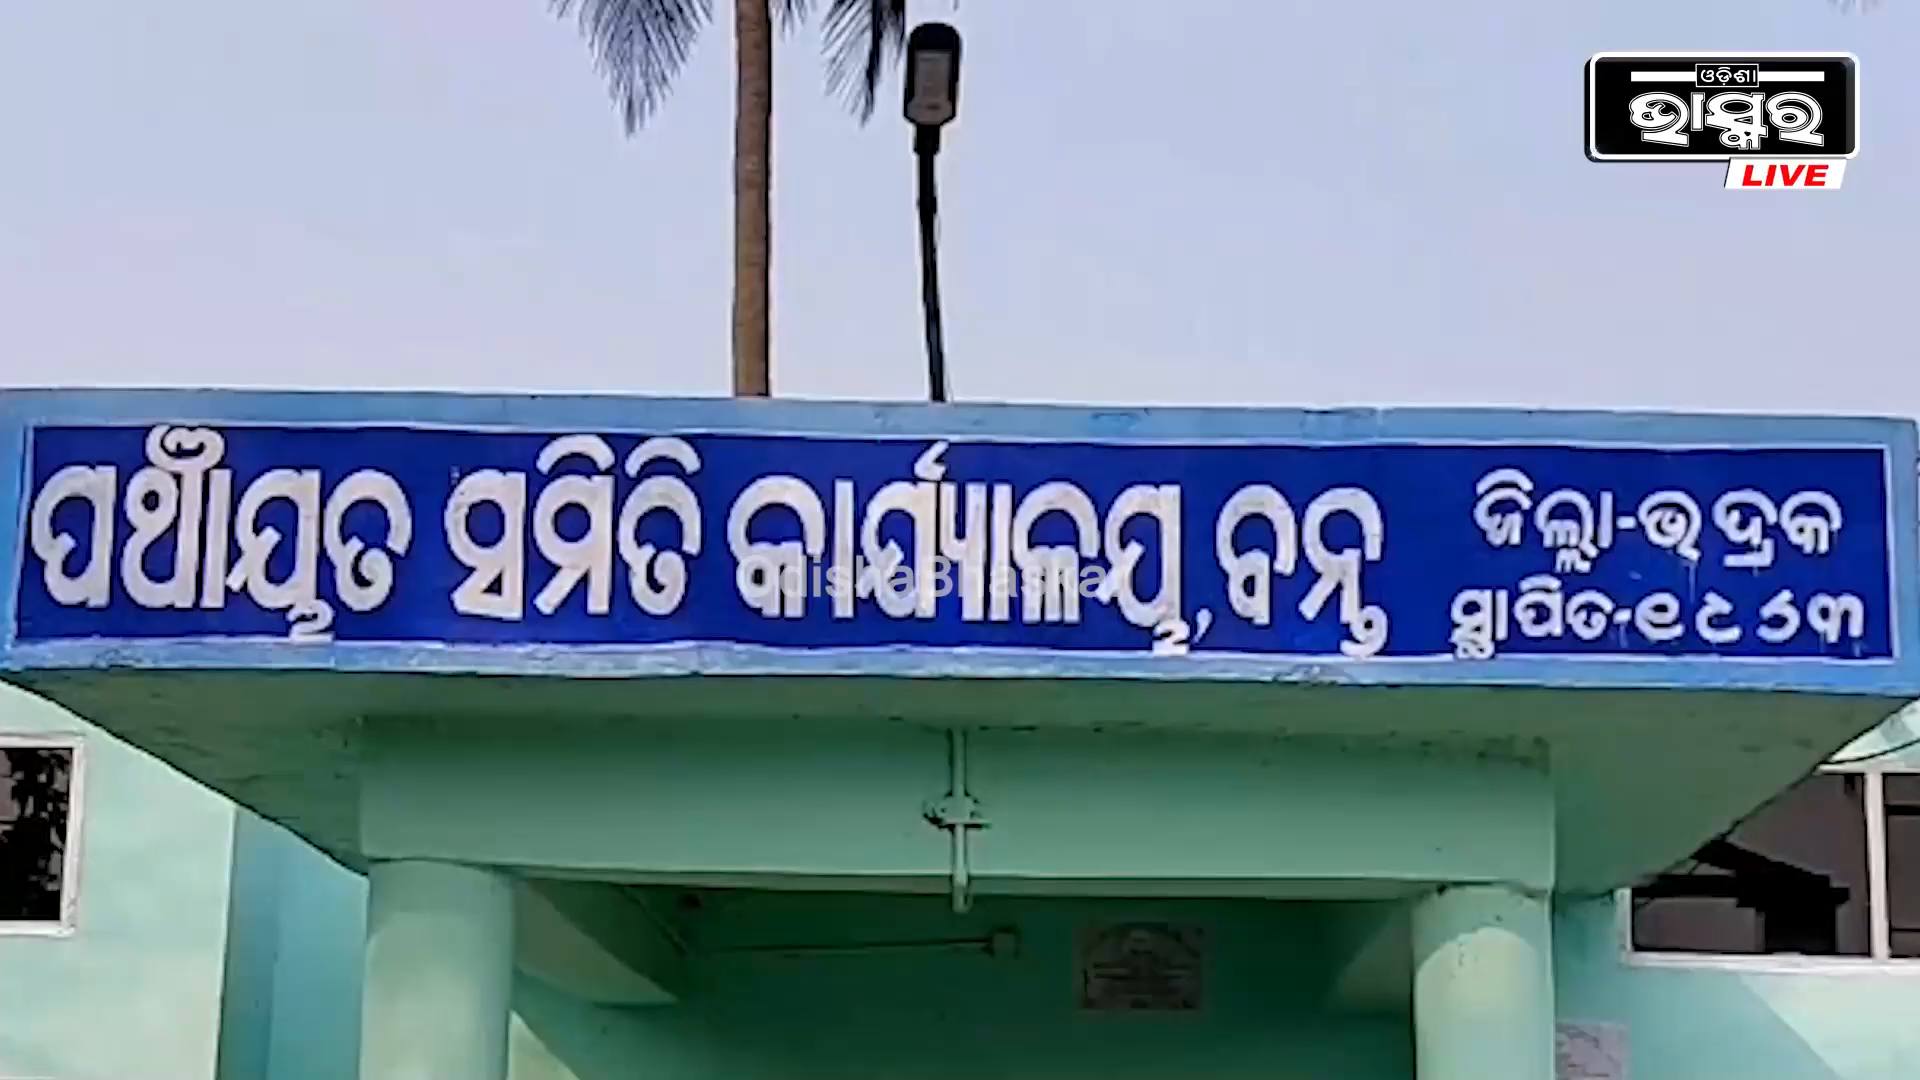 ଓଡ଼ିଶା
ଭାସ୍କର
LIVE
ପଞ୍ଚାୟତ ସମିତି କାର୍ଯ୍ୟାଳୟ, ବନ୍ତ
ଜିଲ୍ଲା-ଭଦ୍ରକ
ସ୍ଥାପିତ-୧୯୬୩
OdishaBhaskar